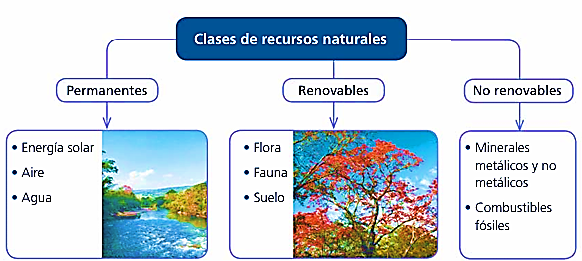 Clases de recursos naturales
Permanentes
Renovables
No renovables
• Energía solar
• Aire
• Agua
• Flora
• Fauna
• Suelo
• Minerales
metálicos y no
metálicos
• Combustibles
fósiles